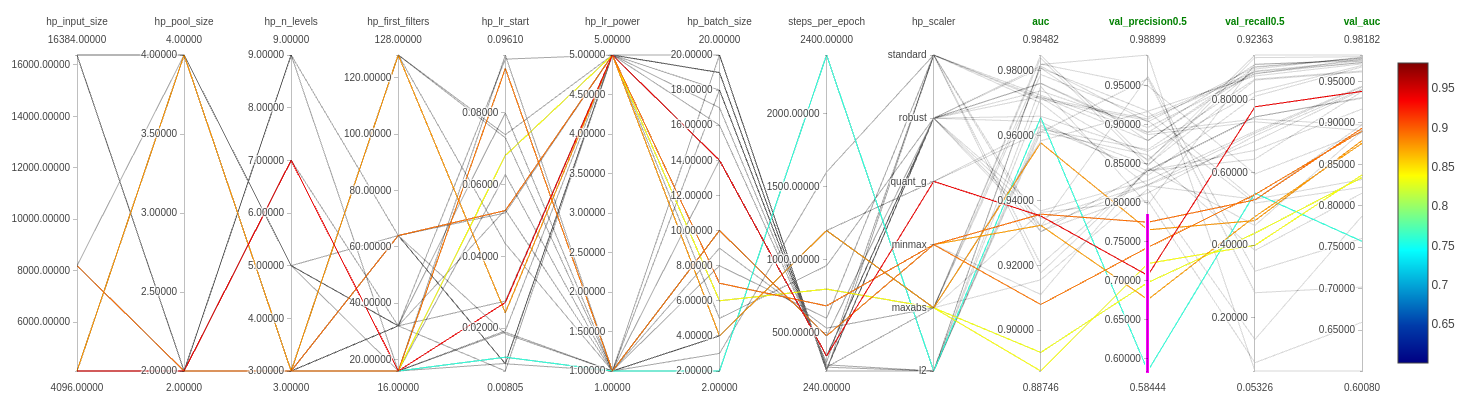 hp_input_size hp_pool_size hp_n_levels hp_first_filters hp_lr_start hp_lr_power hp_batch_size steps_per_epoch hp_scaler auc val_precision0.5 val_recall0.5 val_auc
16384.00000 4.00000 9.00000 128.00000 0.09610 5.00000 20.00000 2400.00000 0.98482 0.98899 0.92363 0.98182
4.00000 9.00000 5.00000 20.00000 standard
16000.00000 120.00000 18.00000 0.98000 0.95000 0.95000 0.95
4.50000
8.00000 0.08000 16.00000 2000.00000 robust 0.90000 0.80000 0.90000 0.9
14000.00000 3.50000 100.00000 4.00000 0.96000
12000.00000 7.00000 3.50000 14.00000 0.85000 0.60000 0.85000 0.85
80.00000 0.06000 1500.00000 quant_g
10000.00000 3.00000 6.00000 3.00000 12.00000 0.94000 0.80000 0.80000 0.8
60.00000 10.00000 minmax 0.75000 0.40000 0.75000 0.75
8000.00000 5.00000 0.04000 2.50000 8.00000 1000.00000 0.92000
2.50000 40.00000 2.00000 6.00000 maxabs 0.70000 0.20000 0.70000 0.7
6000.00000 4.00000 0.02000 1.50000 4.00000 500.00000 0.90000 0.65000 0.65000 0.65
20.00000 0.60000
2.00000 3.00000 1.00000 2.00000 l2
4096.00000 2.00000 3.00000 16.00000 0.00805 1.00000 2.00000 240.00000 0.88746 0.58444 0.05326 0.60080